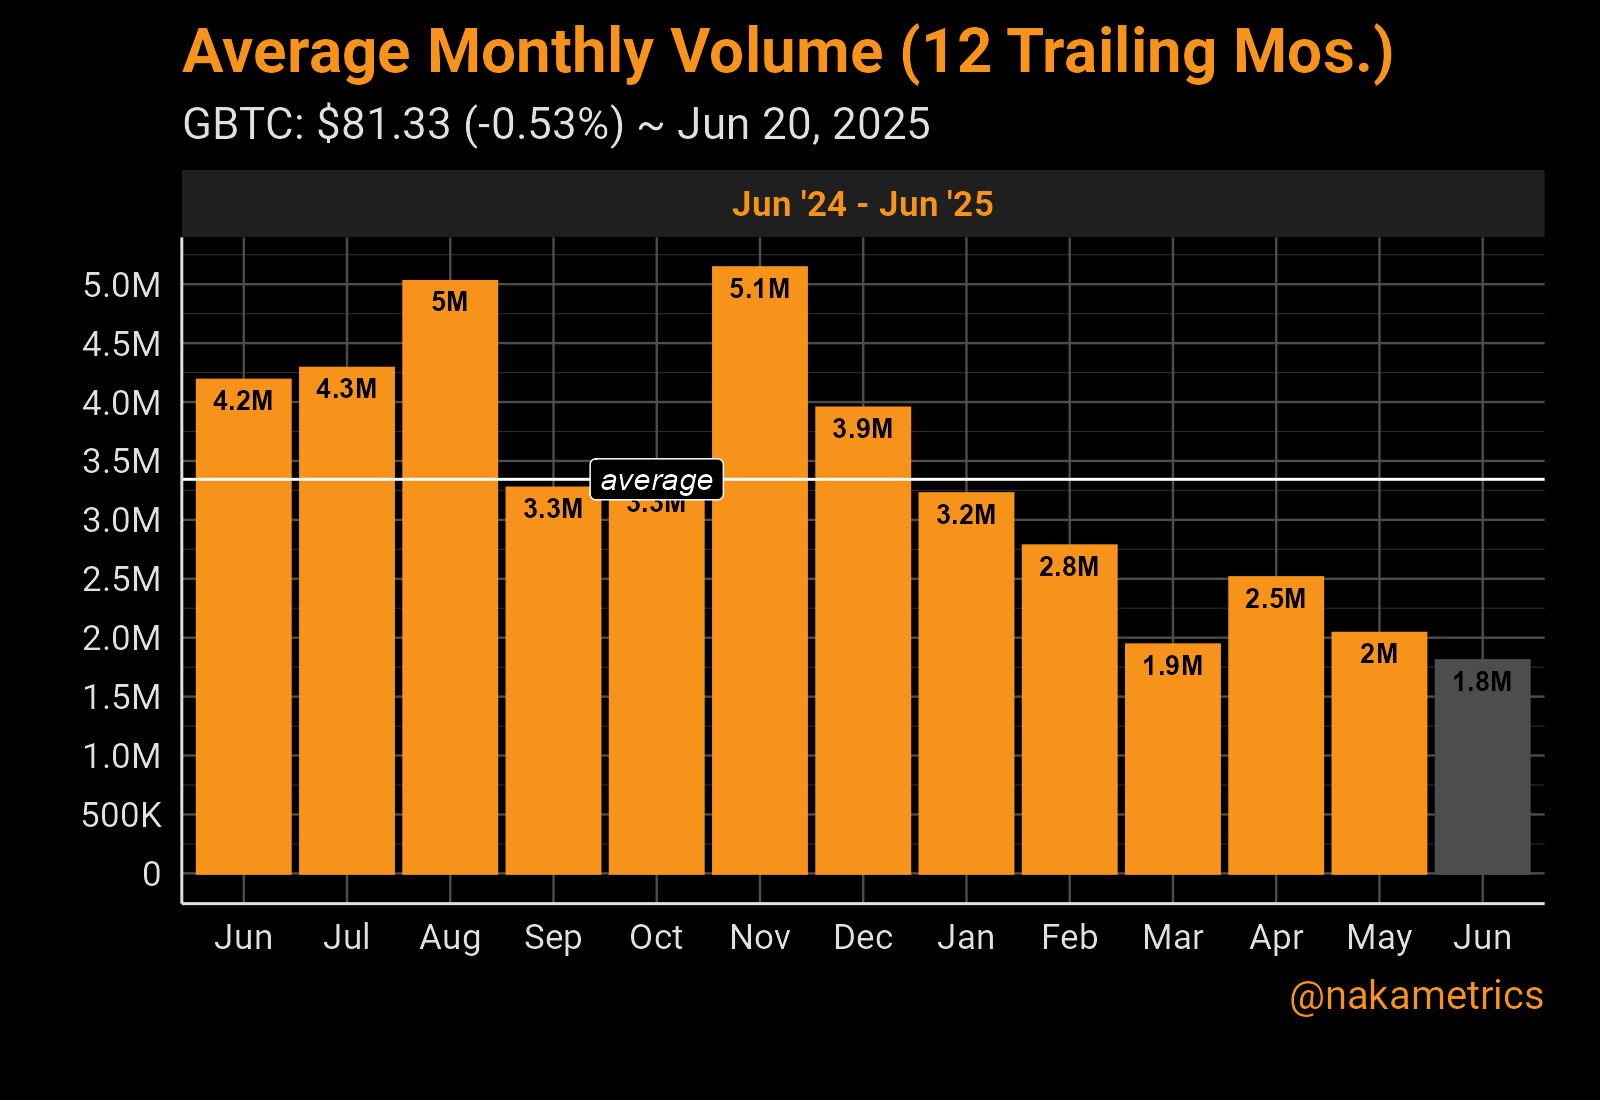 Average Monthly Volume (12 Trailing Mos.)
GBTC: $81.33 (-0.53%) ~ Jun 20, 2025
Jun '24 - Jun '25
5.0M
4.5M
4.0M
3.5M
3.0M
2.5M
2.0M
1.5M
1.0M
500K
0
4.2M
4.3M
5M
3.3M
3.3M
5.1M
3.9M
3.2M
2.8M
1.9M
2.5M
2M
1.8M
average
Jun Jul Aug Sep Oct Nov Dec Jan Feb Mar Apr May Jun
@nakametrics